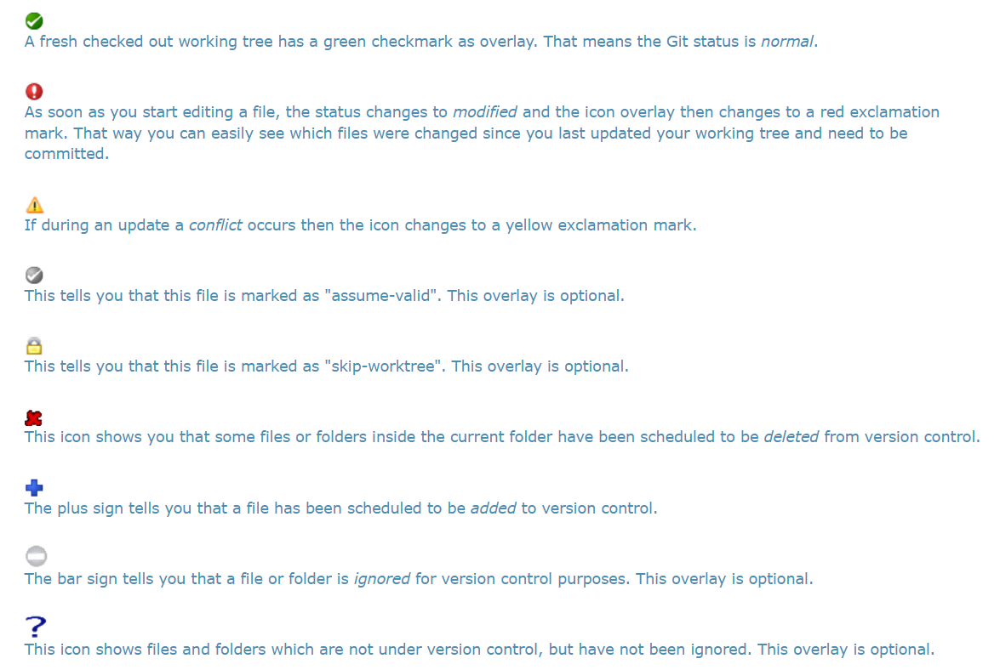 A fresh checked out working tree has a green checkmark as overlay. That means the Git status is normal.
As soon as you start editing a file, the status changes to modified and the icon overlay then changes to a red exclamation
mark. That way you can easily see which files were changed since you last updated your working tree and need to be
committed.
If during an update a conflict occurs then the icon changes to a yellow exclamation mark.
This tells you that this file is marked as "assume-valid". This overlay is optional.
This tells you that this file is marked as "skip-worktree". This overlay is optional.
This icon shows you that some files or folders inside the current folder have been scheduled to be deleted from version control.
The plus sign tells you that a file has been scheduled to be added to version control.
The bar sign tells you that a file or folder is ignored for version control purposes. This overlay is optional.
This icon shows files and folders which are not under version control, but have not been ignored. This overlay is optional.